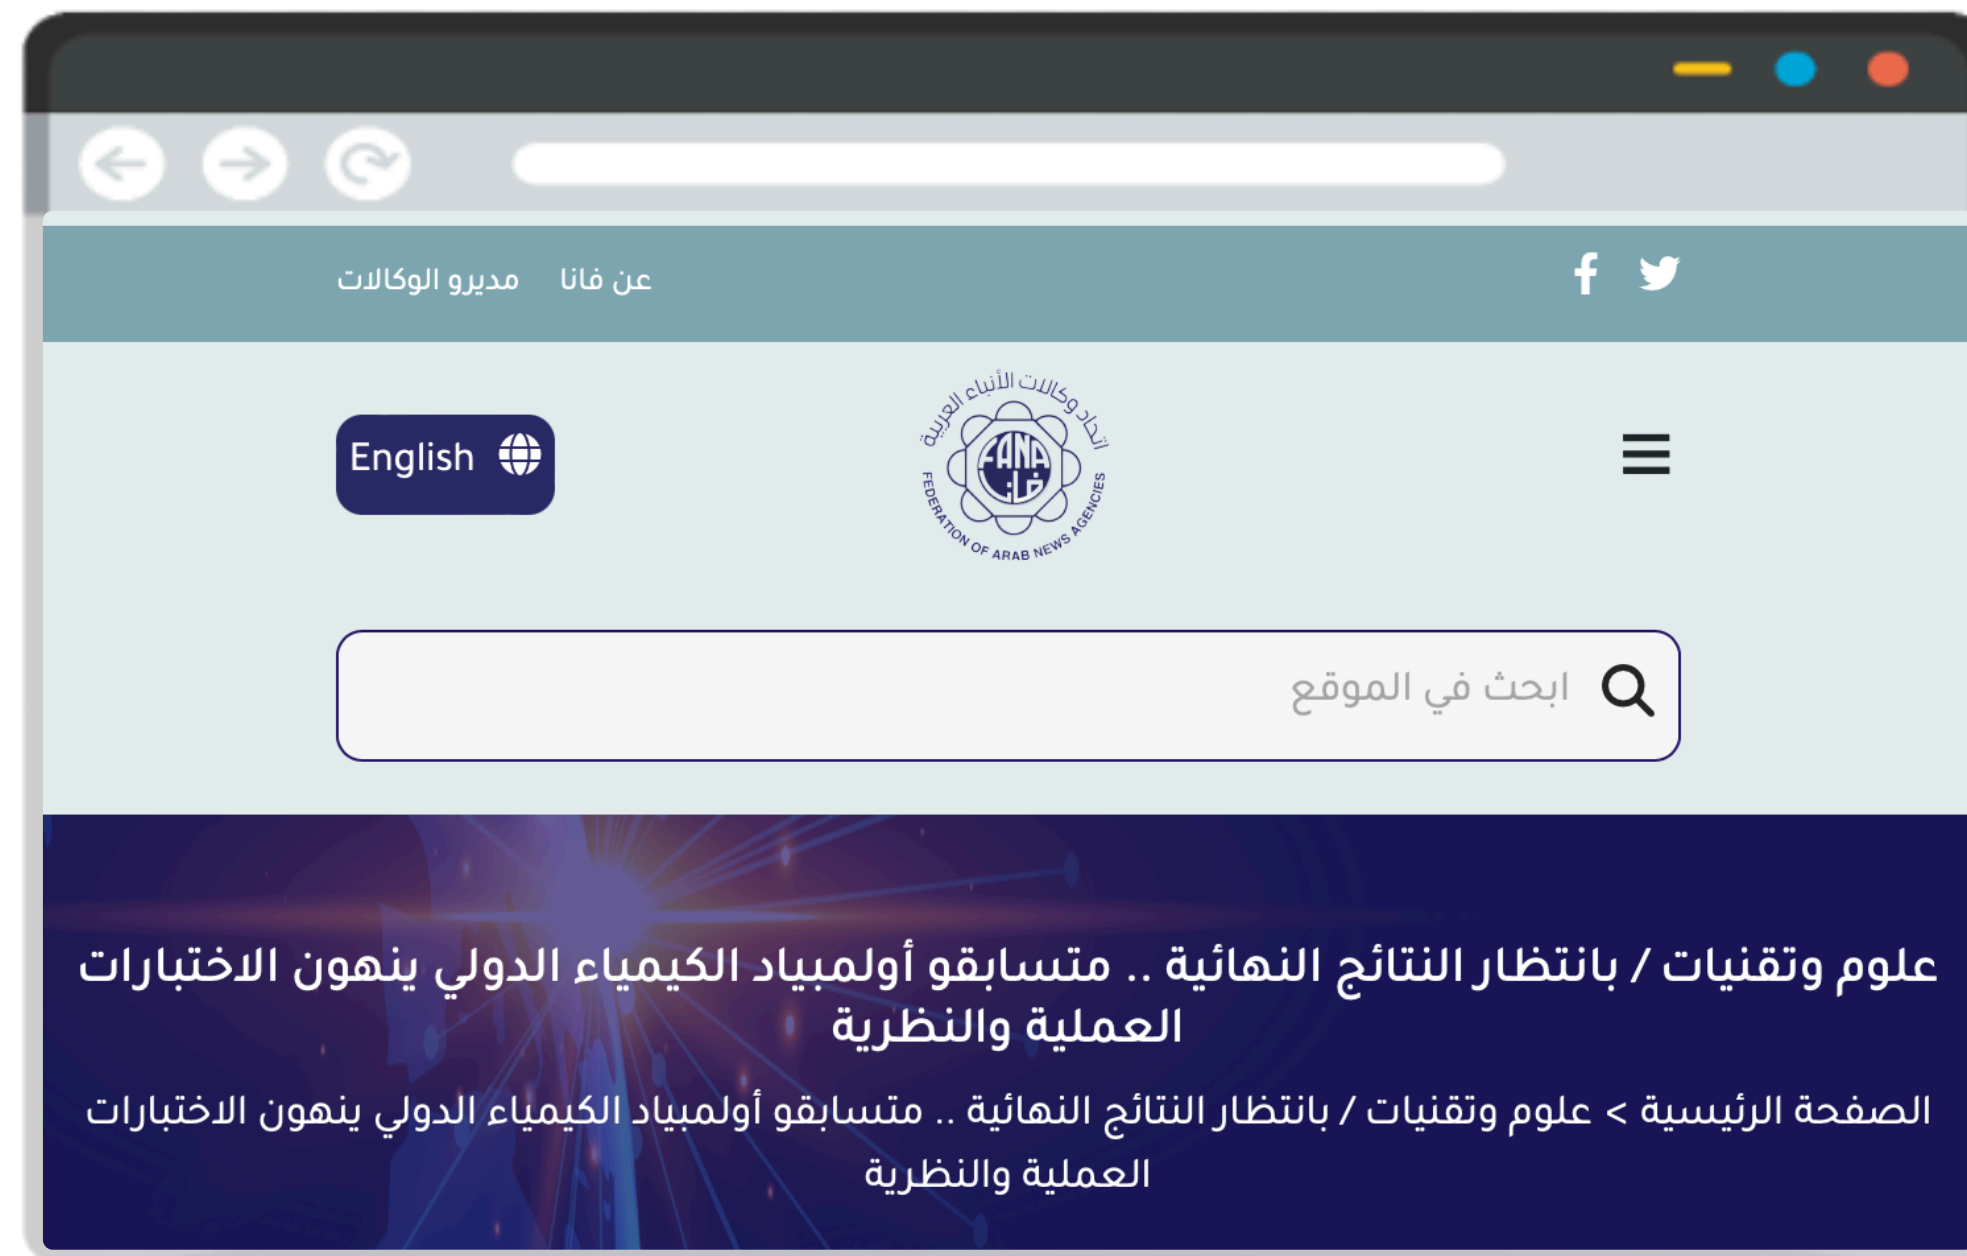 عن فانا
مديرو الوكالات
اتحاد وكالات الأنباء العربية
FANA
فانا
FEDERATION OF ARAB NEWS AGENCIES
English
ابحث في الموقع
علوم وتقنيات / بانتظار النتائج النهائية .. متسابقو أولمبياد الكيمياء الدولي ينهون الاختبارات
العملية والنظرية
الصفحة الرئيسية > علوم وتقنيات / بانتظار النتائج النهائية .. متسابقو أولمبياد الكيمياء الدولي ينهون الاختبارات
العملية والنظرية